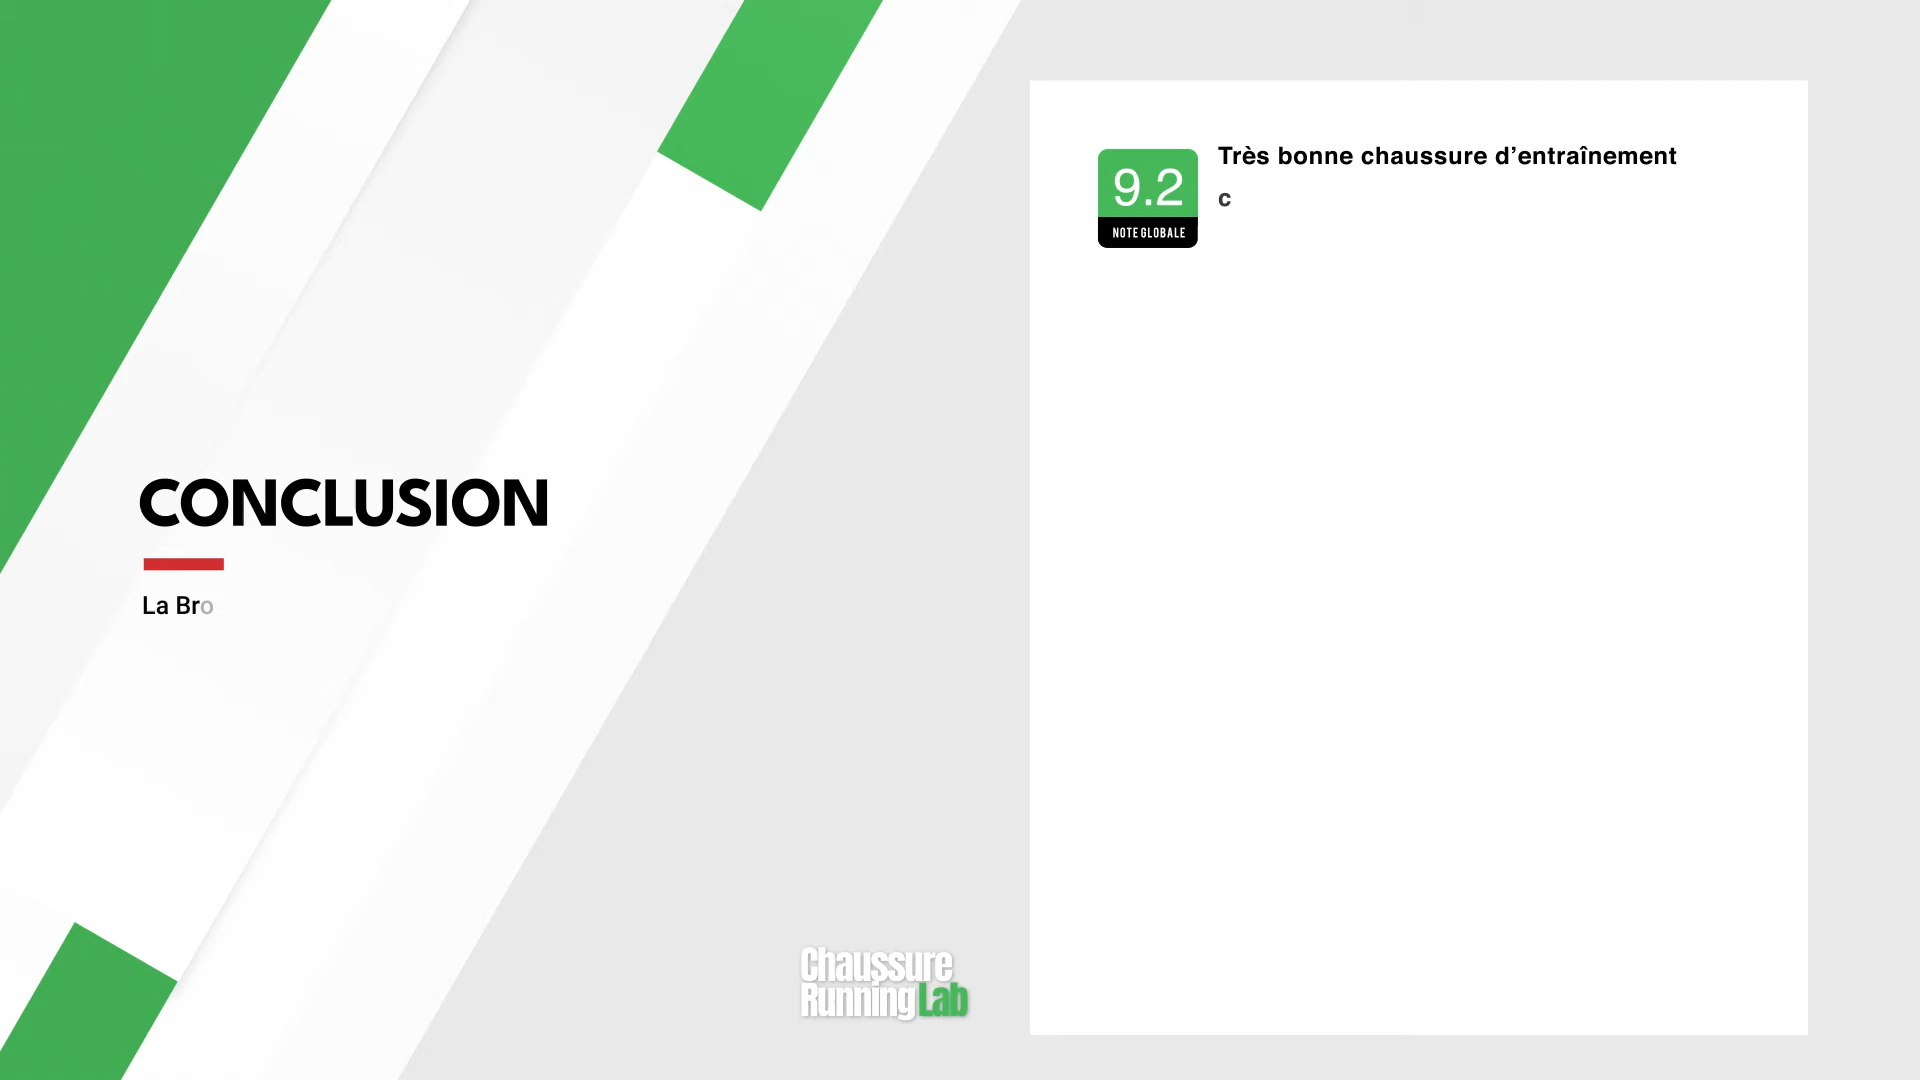 CONCLUSION
La Bro
9.2
NOTE GLOBALE
Très bonne chaussure d’entraînement
c
Chaussure
Running Lab